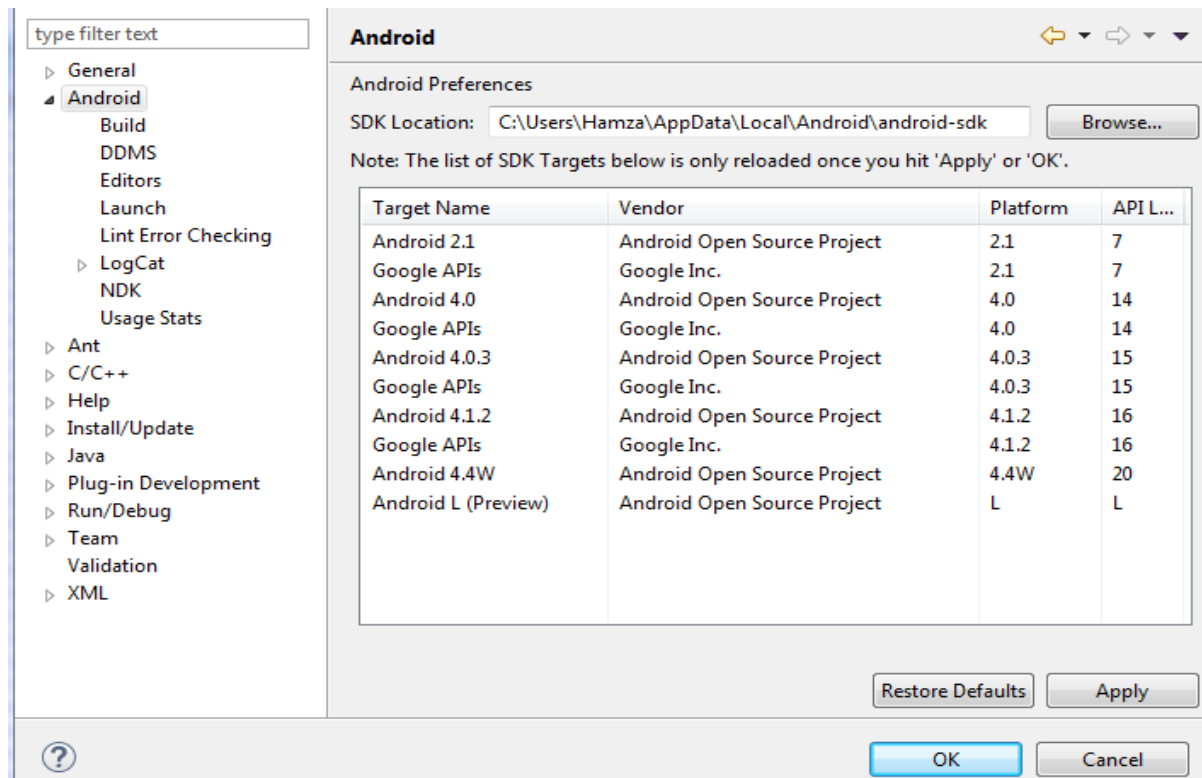 type filter text
General
Android
Build
DDMS
Editors
Launch
Lint Error Checking
LogCat
NDK
Usage Stats
Ant
C/C++
Help
Install/Update
Java
Plug-in Development
Run/Debug
Team
Validation
XML
Android
Android Preferences
SDK Location: C:\Users\Hamza\AppData\Local\Android\android-sdk Browse...
Note: The list of SDK Targets below is only reloaded once you hit 'Apply' or 'OK'.
Target Name Vendor Platform API L...
Android 2.1 Android Open Source Project 2.1 7
Google APIs Google Inc. 2.1 7
Android 4.0 Android Open Source Project 4.0 14
Google APIs Google Inc. 4.0 14
Android 4.0.3 Android Open Source Project 4.0.3 15
Google APIs Google Inc. 4.0.3 15
Android 4.1.2 Android Open Source Project 4.1.2 16
Google APIs Google Inc. 4.1.2 16
Android 4.4W Android Open Source Project 4.4W 20
Android L (Preview) Android Open Source Project L L
Restore Defaults Apply
? OK Cancel